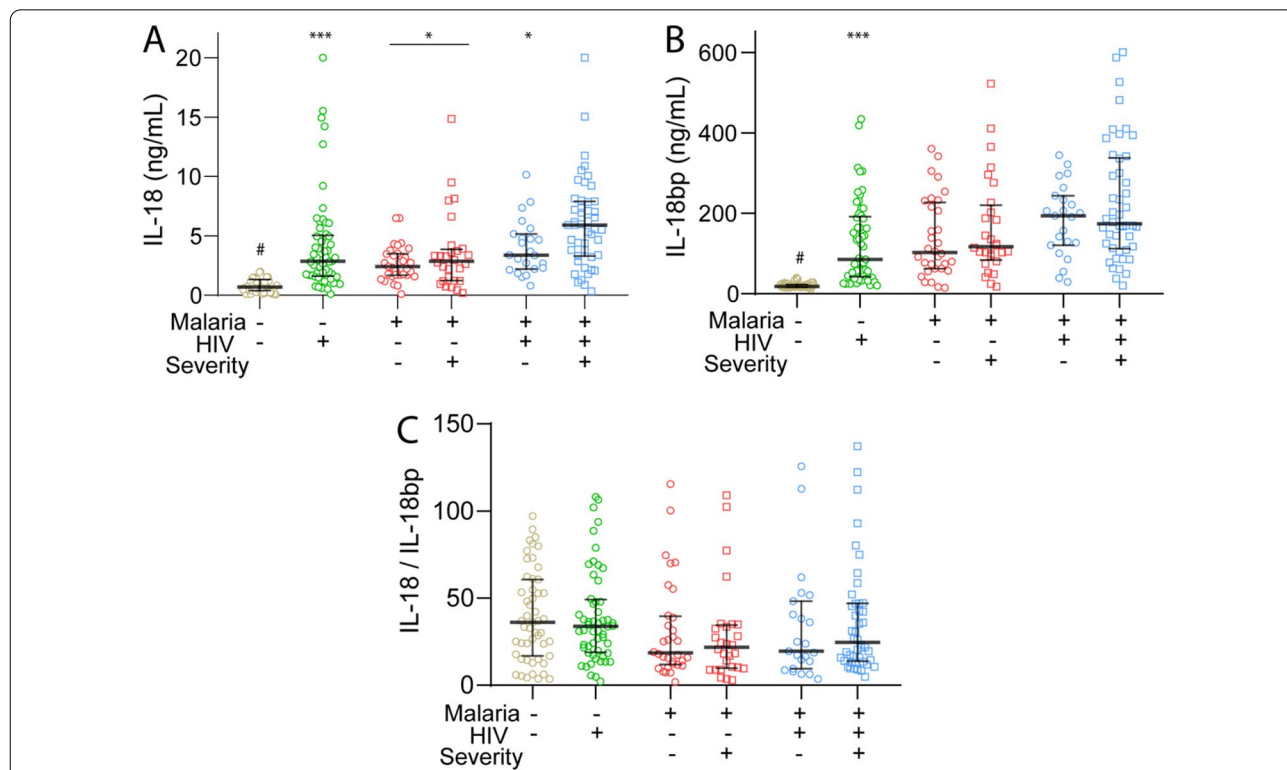 A
IL-18 (ng/mL)
20
15
10
5
0
#
***
*
*
Malaria - - + + + +
HIV - + - - + +
Severity - + - +
B
IL-18bp (ng/mL)
600
400
200
0
#
***
Malaria - - + + + +
HIV - + - - + +
Severity - + - +
C
IL-18 / IL-18bp
150
100
50
0
Malaria - - + + + +
HIV - + - - + +
Severity - + - +